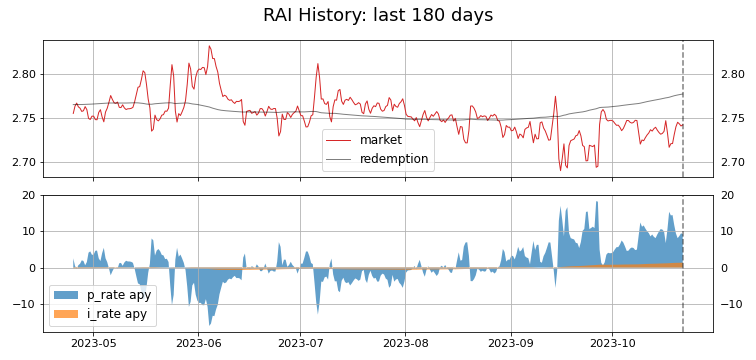 RAI History: last 180 days
2.80
2.80
2.75
2.75
2.70
2.70
market
redemption
20
20
10
10
0
0
−10
−10
p_rate apy
i_rate apy
2023-05 2023-06 2023-07 2023-08 2023-09 2023-10